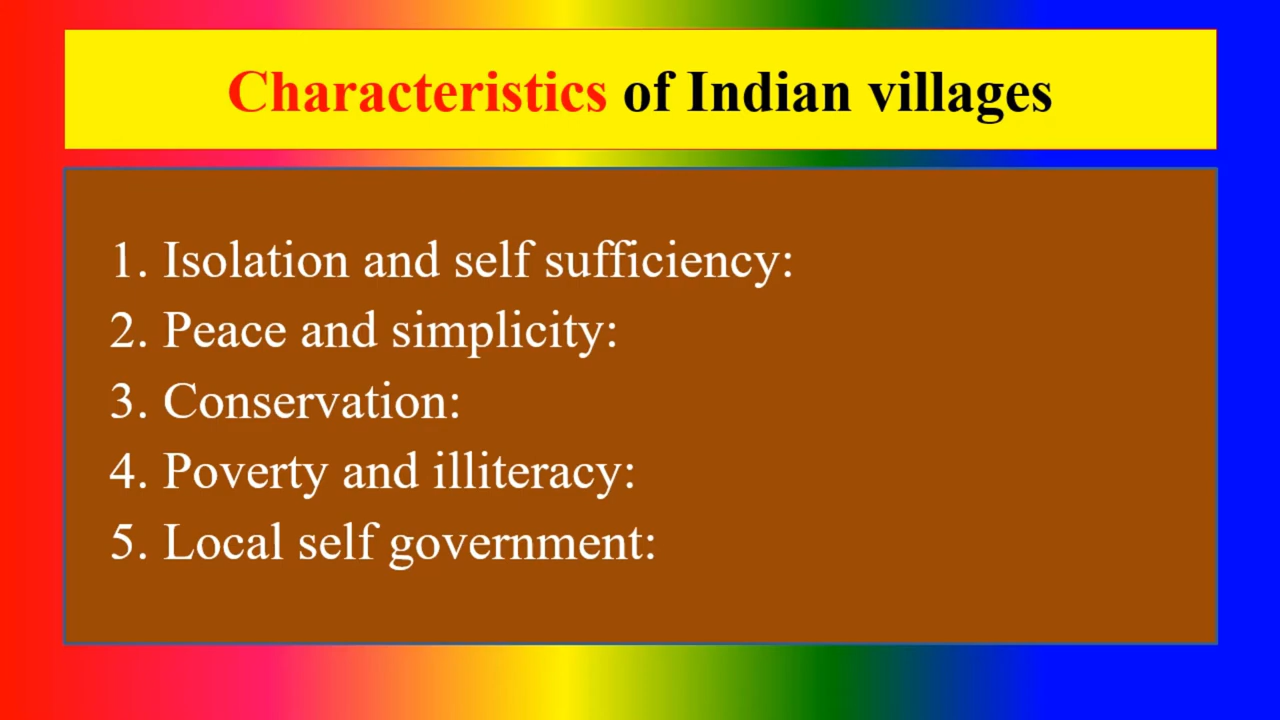 Characteristics of Indian villages
1. Isolation and self sufficiency:
2. Peace and simplicity:
3. Conservation:
4. Poverty and illiteracy:
5. Local self government: